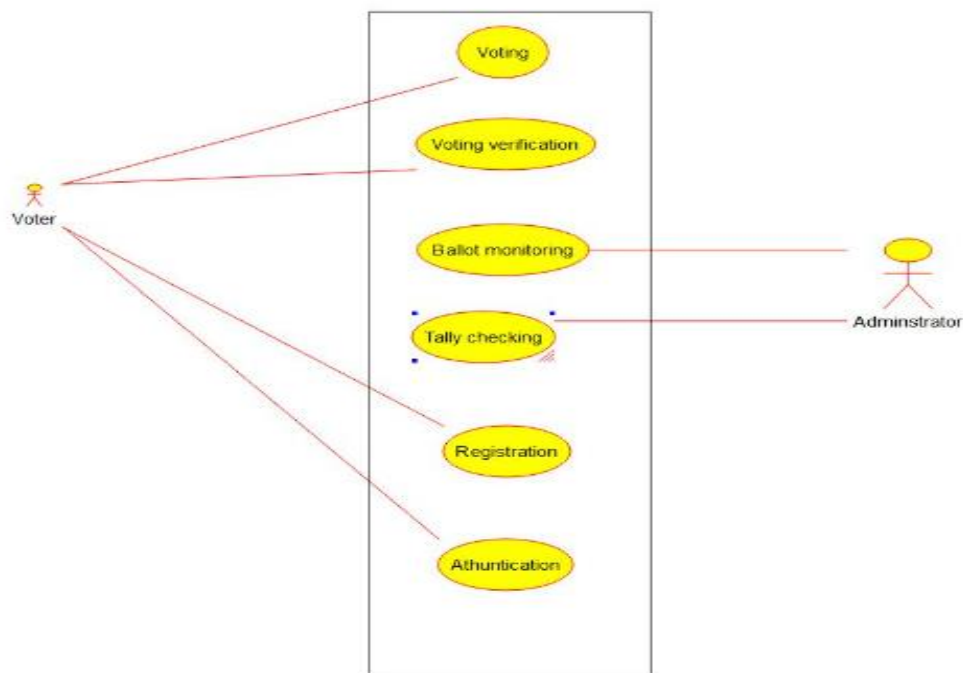 Voting
Voting verification
Voter
Ballot monitoring
Adminstrator
Tally checking
Registration
Athuntication